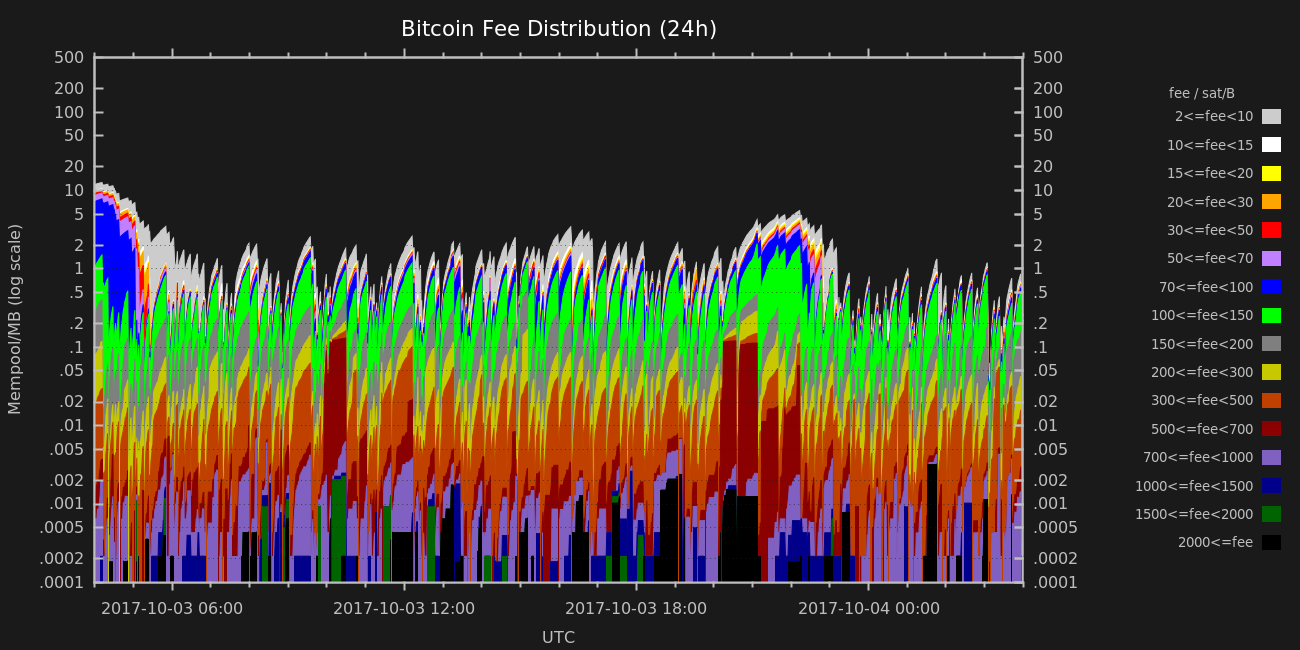 Bitcoin Fee Distribution (24h)
500 500
200 200
100 100
50 50
20 20
10 10
5 5
2 2
1 1
.5 .5
.2 .2
.1 .1
.05 .05
.02 .02
.01 .01
.005 .005
.002 .002
.001 .001
.0005 .0005
.0002 .0002
.0001 .0001
Mempool/MB (log scale)
2017-10-03 06:00 2017-10-03 12:00 2017-10-03 18:00 2017-10-04 00:00
UTC
fee / sat/B
2<=fee<10
10<=fee<15
15<=fee<20
20<=fee<30
30<=fee<50
50<=fee<70
70<=fee<100
100<=fee<150
150<=fee<200
200<=fee<300
300<=fee<500
500<=fee<700
700<=fee<1000
1000<=fee<1500
1500<=fee<2000
2000<=fee